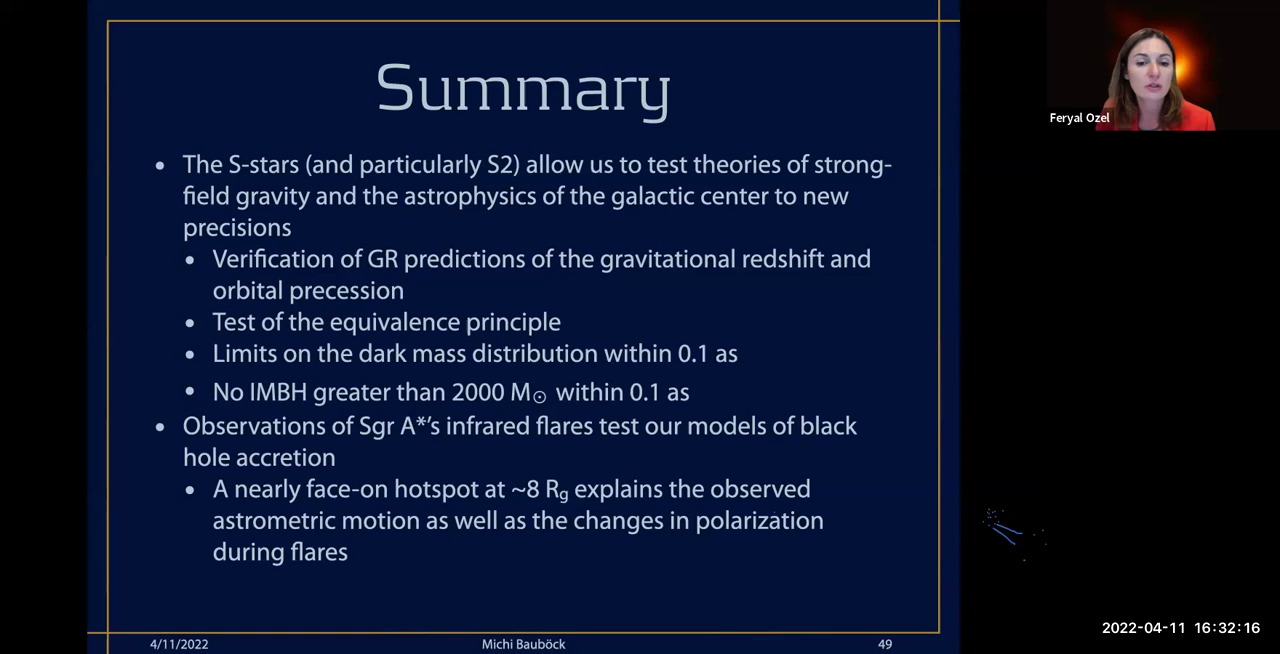 Summary
• The S-stars (and particularly S2) allow us to test theories of strong-
field gravity and the astrophysics of the galactic center to new
precisions
• Verification of GR predictions of the gravitational redshift and
orbital precession
• Test of the equivalence principle
• Limits on the dark mass distribution within 0.1 as
• No IMBH greater than 2000 M☉ within 0.1 as
• Observations of Sgr A*'s infrared flares test our models of black
hole accretion
• A nearly face-on hotspot at ~8 Rg explains the observed
astrometric motion as well as the changes in polarization
during flares
4/11/2022
Michi Bauböck
49
Feryal Ozel
2022-04-11 16:32:16